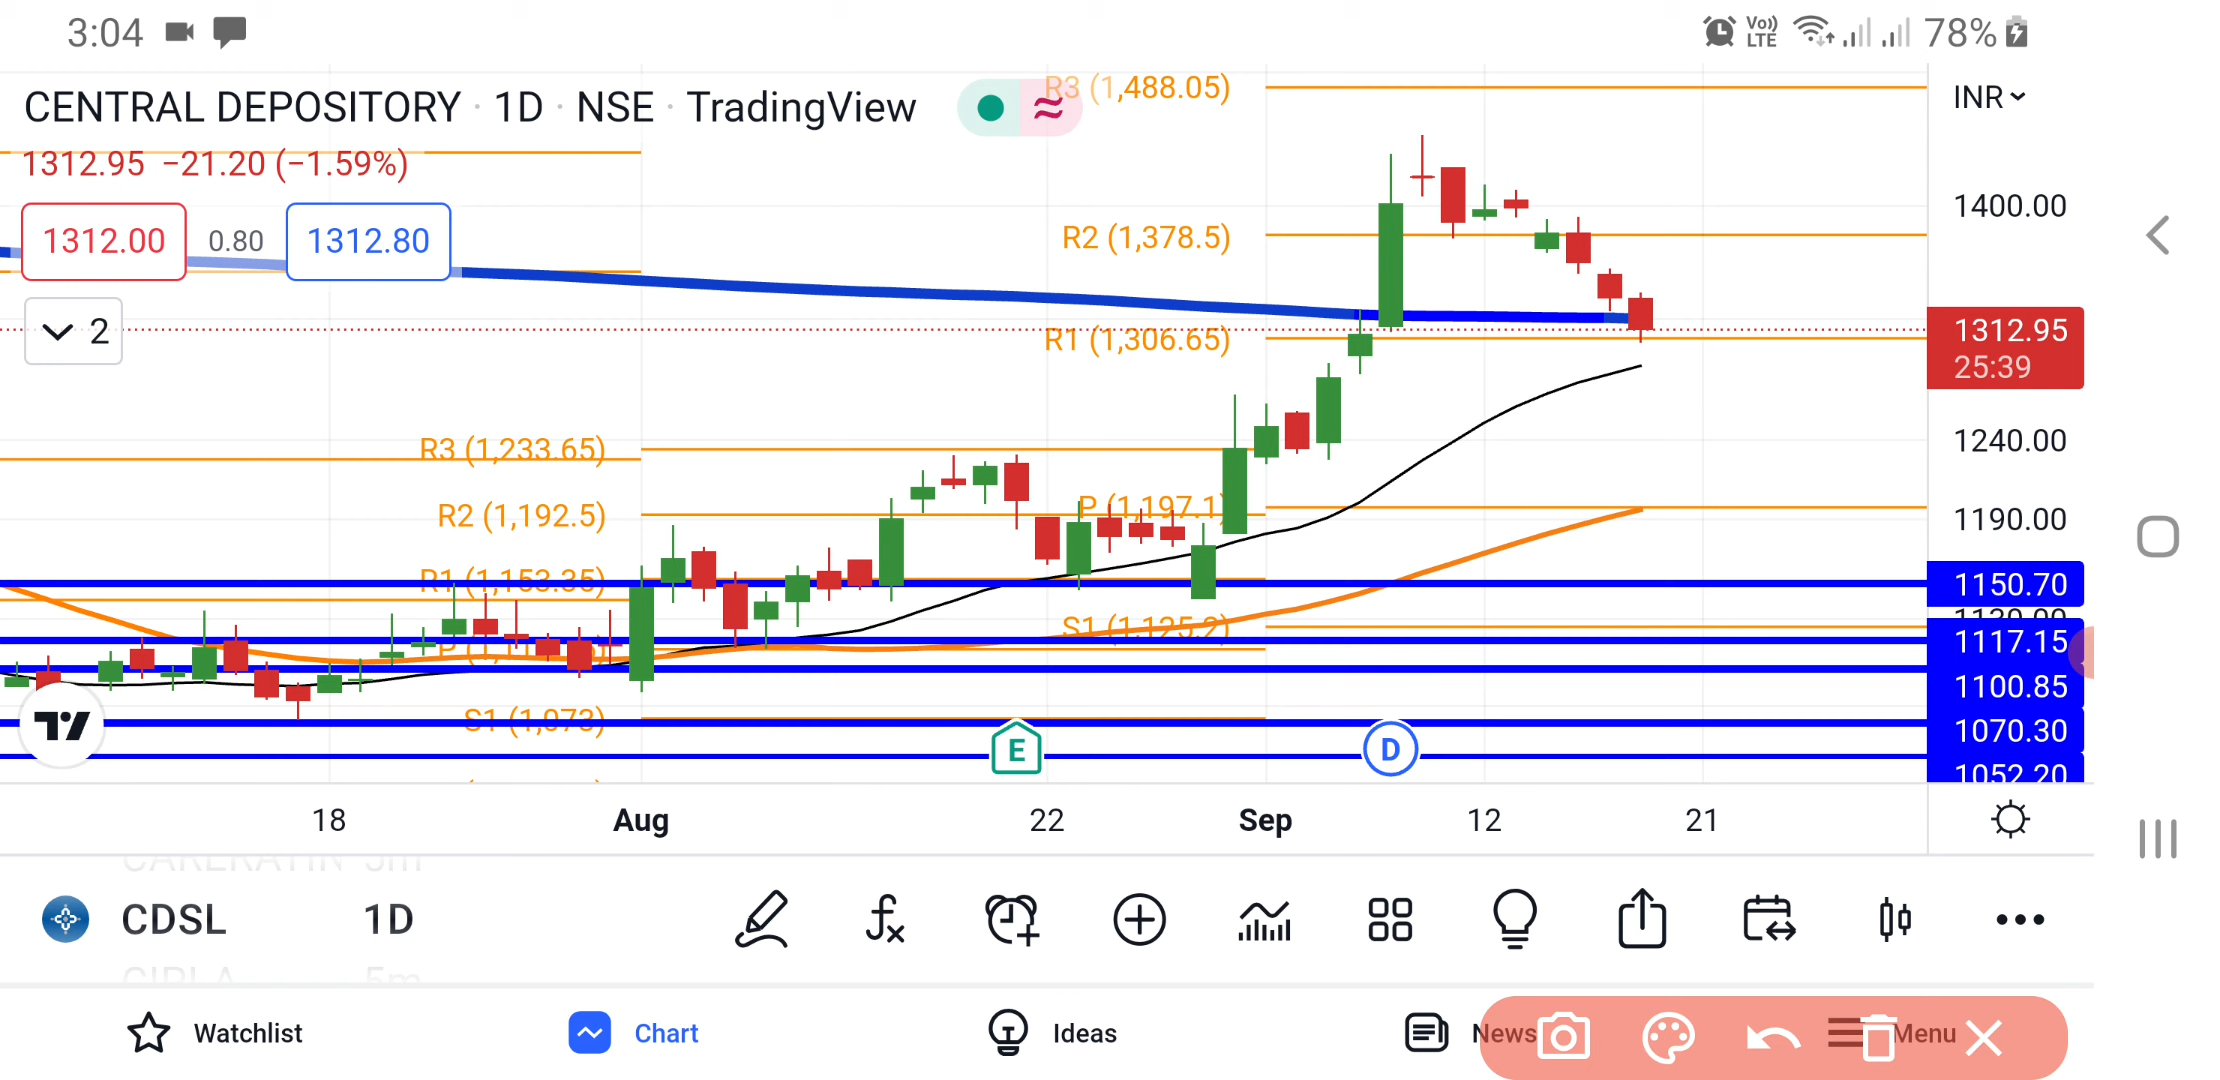 3:04
Vo)) LTE 78%
CENTRAL DEPOSITORY · 1D · NSE · TradingView
R3 (1,488.05)
INR
1312.95 −21.20 (−1.59%)
1312.00 0.80 1312.80
2
R2 (1,378.5)
R1 (1,306.65)
R3 (1,233.65)
R2 (1,192.5)
P (1,197.1)
R1 (1,153.35)
S1 (1,125.2)
S1 (1,073)
1400.00
1312.95
25:39
1240.00
1190.00
1150.70
1117.15
1100.85
1070.30
1052.20
E
D
18 Aug 22 Sep 12 21
CDSL 1D
CIPLA 5m
Watchlist Chart Ideas News Menu